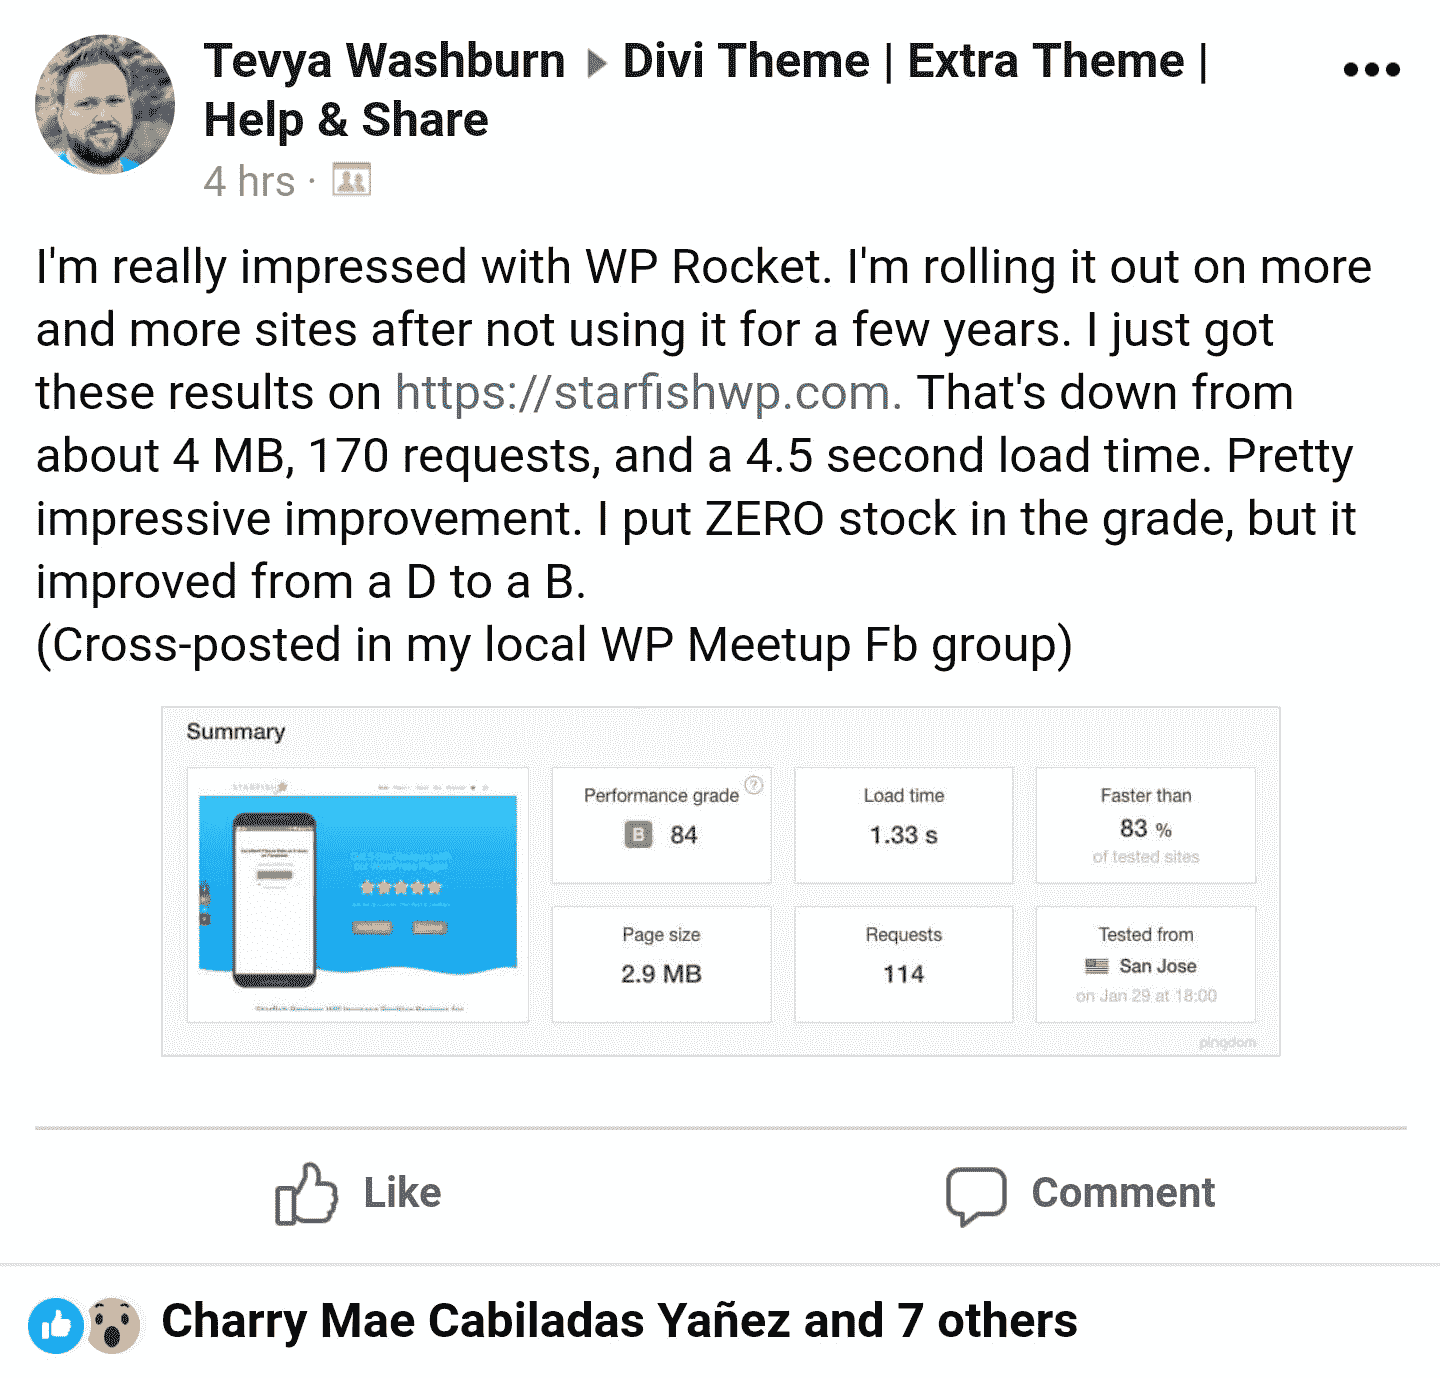 Tevya Washburn ▸ Divi Theme | Extra Theme |
Help & Share
4 hrs ·
I'm really impressed with WP Rocket. I'm rolling it out on more
and more sites after not using it for a few years. I just got
these results on https://starfishwp.com. That's down from
about 4 MB, 170 requests, and a 4.5 second load time. Pretty
impressive improvement. I put ZERO stock in the grade, but it
improved from a D to a B.
(Cross-posted in my local WP Meetup Fb group)
Summary
STARFISH
Performance grade ?
B 84
Load time
1.33 s
Faster than
83 %
of tested sites
Page size
2.9 MB
Requests
114
Tested from
San Jose
on Jan 29 at 18:00
pingdom
Like
Comment
Charry Mae Cabiladas Yañez and 7 others